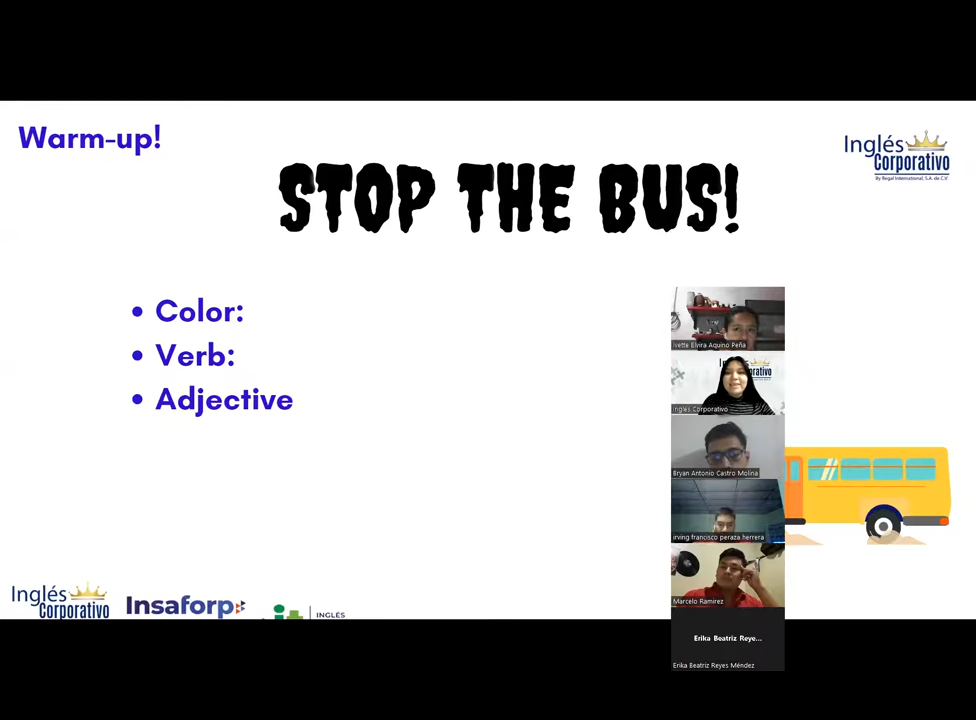 Warm-up!
Inglés
Corporativo
By Regal International, S.A. de C.V.
STOP THE BUS!
• Color:
• Verb:
• Adjective
Ivette Elvira Aquino Peña
Inglés Corporativo
Bryan Antonio Castro Molina
irving francisco peraza herrera
Marcelo Ramirez
Erika Beatriz Reye...
Erika Beatriz Reyes Méndez
Inglés
Corporativo
Insaforp
INGLÉS